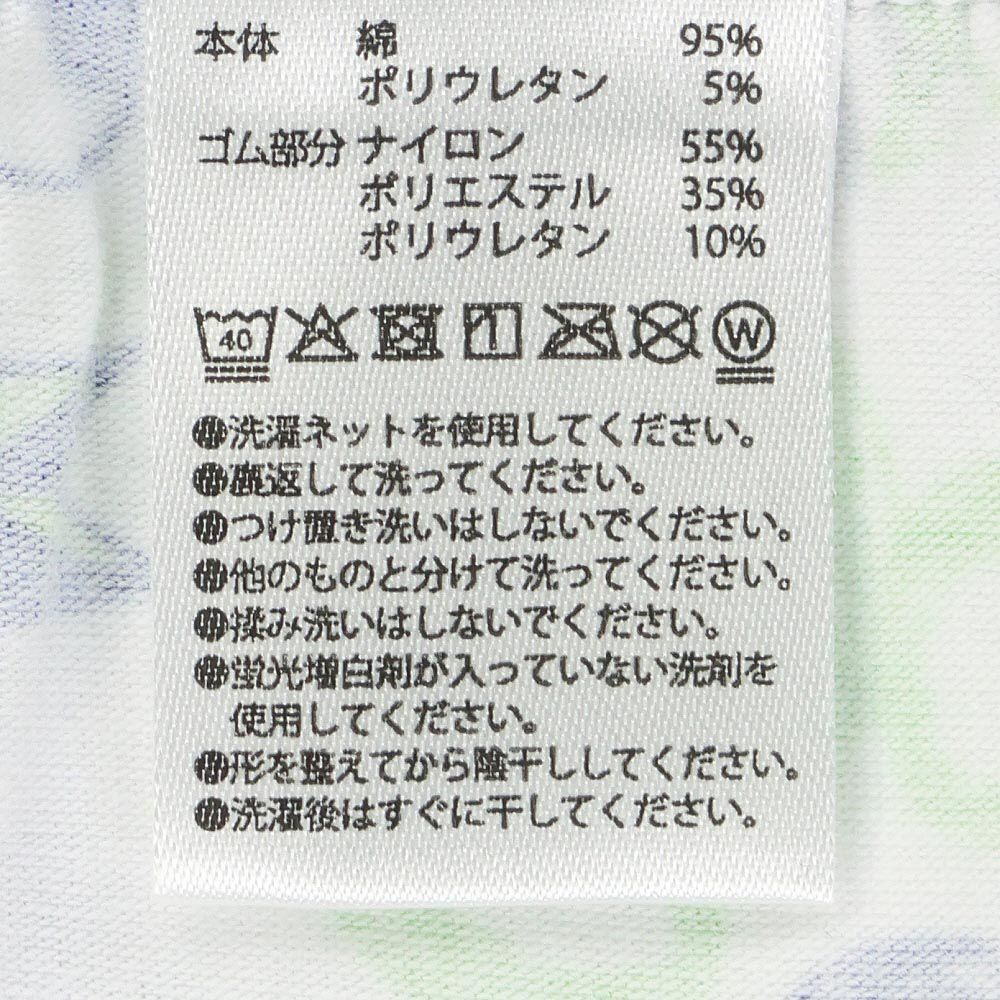 本体 綿 95%
ポリウレタン 5%
ゴム部分 ナイロン 55%
ポリエステル 35%
ポリウレタン 10%
40 W
●洗濯ネットを使用してください。
●裏返して洗ってください。
●つけ置き洗いはしないでください。
●他のものと分けて洗ってください。
●揉み洗いはしないでください。
●蛍光増白剤が入っていない洗剤を
使用してください。
●形を整えてから陰干ししてください。
●洗濯後はすぐに干してください。